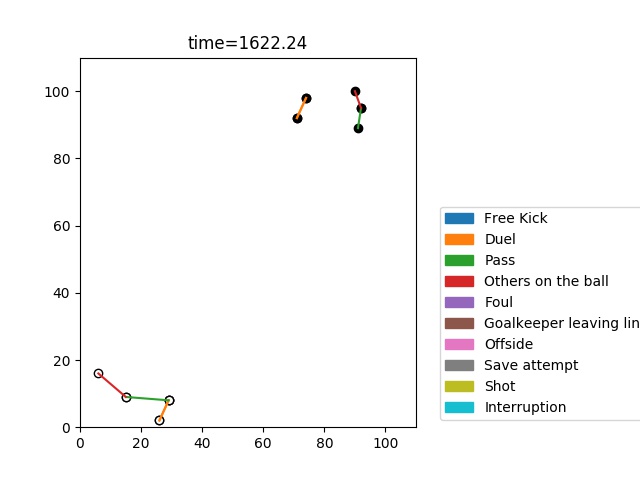 time=1622.24
100
80
60
40
20
0
0 20 40 60 80 100
Free Kick
Duel
Pass
Others on the ball
Foul
Goalkeeper leaving lin
Offside
Save attempt
Shot
Interruption